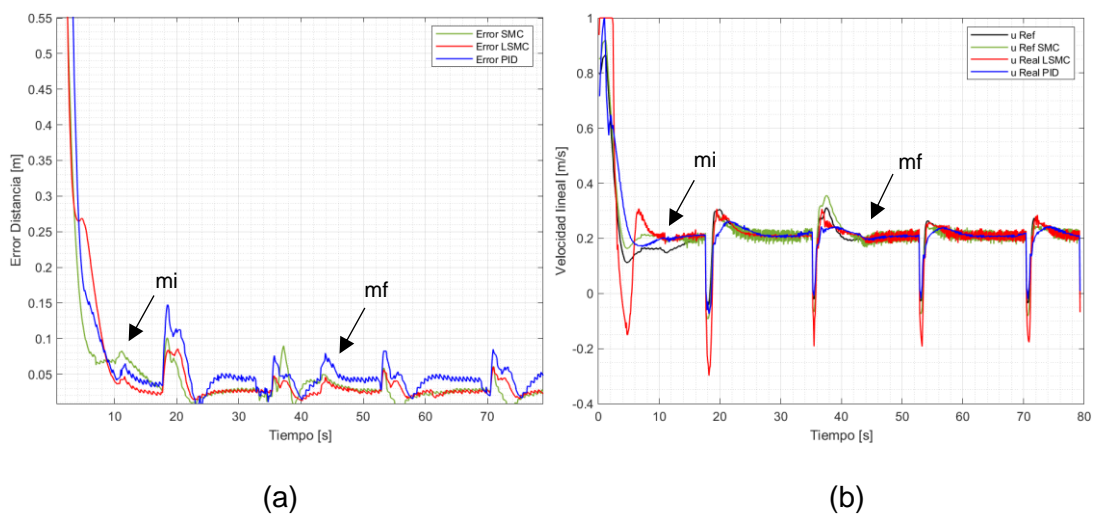 0.55
0.5
0.45
0.4
0.35
0.3
0.25
0.2
0.15
0.1
0.05
10
20
30
40
50
60
70
Error Distancia [m]
Tiempo [s]
Error SMC
Error LSMC
Error PID
mi
mf
(a)
1
0.8
0.6
0.4
0.2
0
-0.2
-0.4
0
10
20
30
40
50
60
70
80
Velocidad lineal [m/s]
Tiempo [s]
u Ref
u Ref SMC
u Real LSMC
u Real PID
mi
mf
(b)